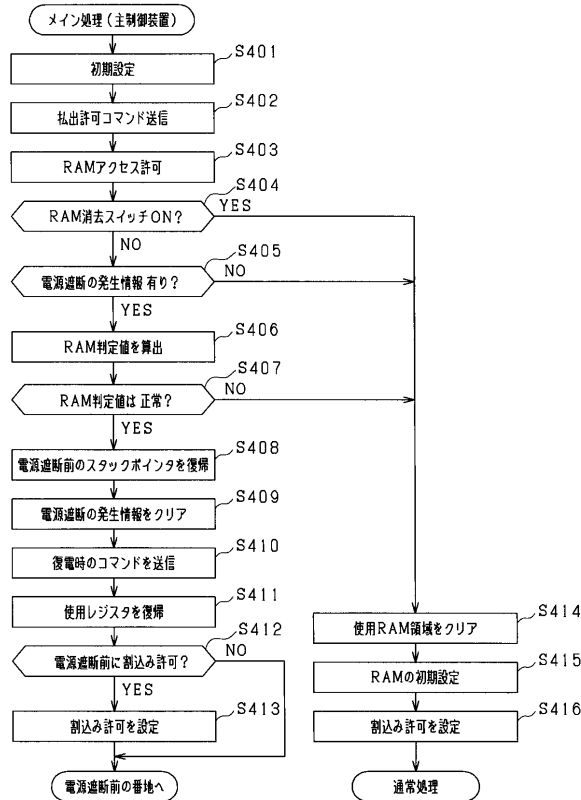 メイン処理(主制御装置)
S401
初期設定
S402
払出許可コマンド送信
S403
RAMアクセス許可
S404
RAM消去スイッチON?
YES
NO
S405
電源遮断の発生情報 有り?
NO
YES
S406
RAM判定値を算出
S407
RAM判定値は 正常?
NO
YES
S408
電源遮断前のスタックポインタを復帰
S409
電源遮断の発生情報をクリア
S410
復電時のコマンドを送信
S411
使用レジスタを復帰
S412
電源遮断前に割込み許可?
NO
YES
S413
割込み許可を設定
電源遮断前の番地へ
S414
使用RAM領域をクリア
S415
RAMの初期設定
S416
割込み許可を設定
通常処理